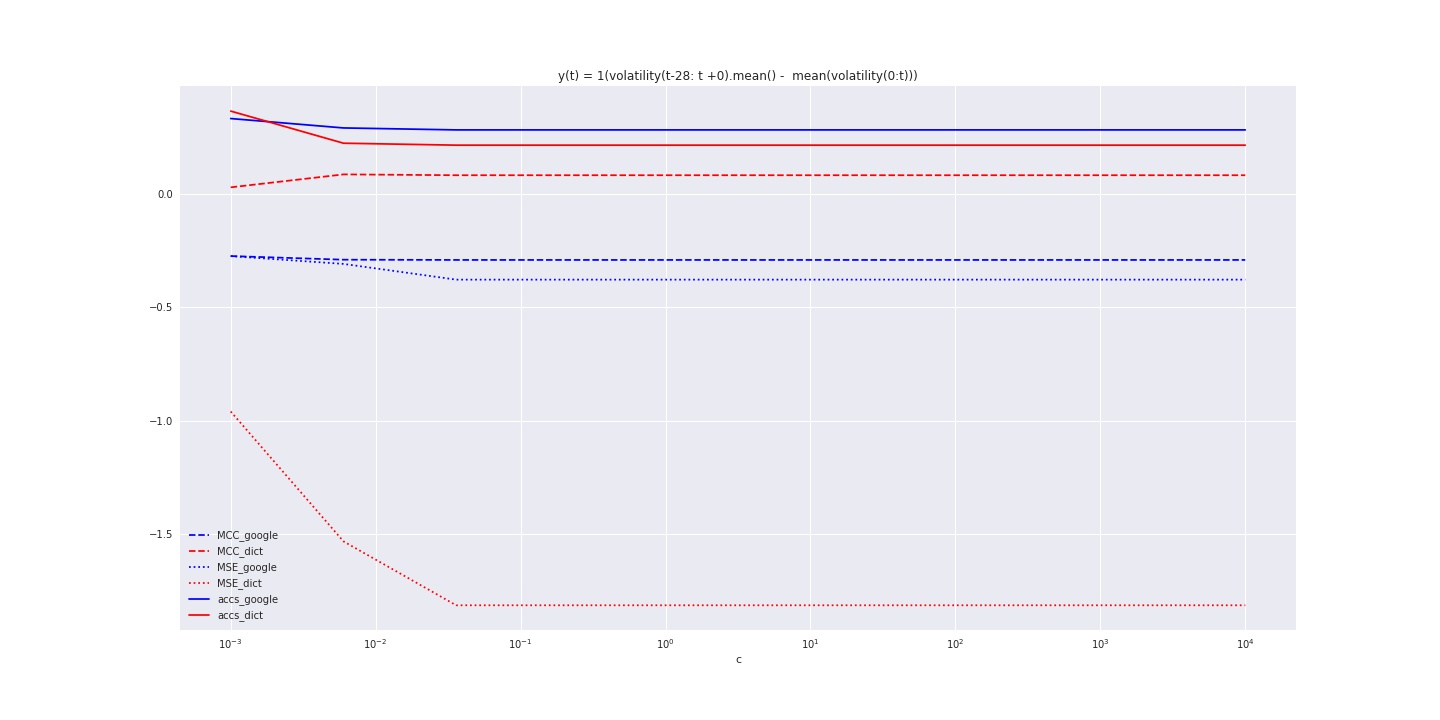 y(t) = 1(volatility(t-28: t +0).mean() -  mean(volatility(0:t)))
0.0
−0.5
−1.0
−1.5
MCC_google
MCC_dict
MSE_google
MSE_dict
accs_google
accs_dict
10⁻³ 10⁻² 10⁻¹ 10⁰ 10¹ 10² 10³ 10⁴
c